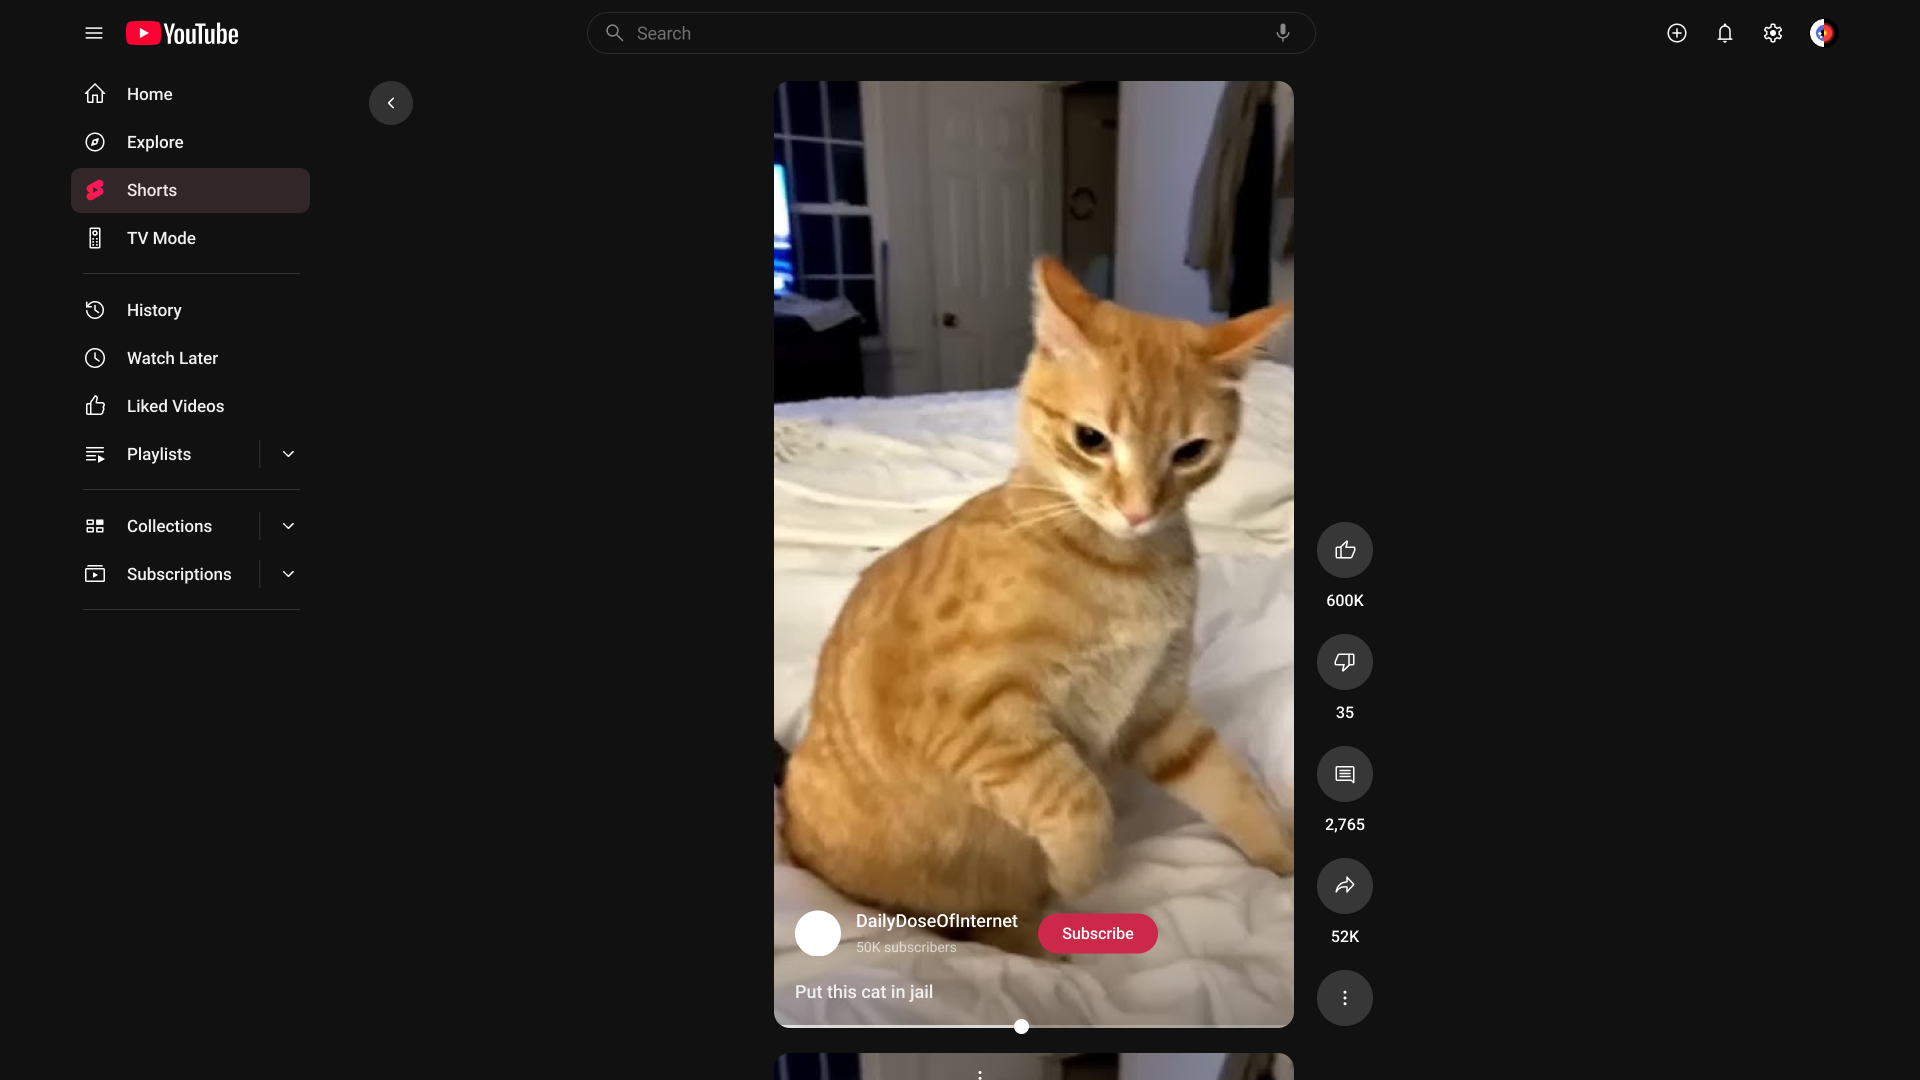 YouTube
Search
Home
Explore
Shorts
TV Mode
History
Watch Later
Liked Videos
Playlists
Collections
Subscriptions
600K
35
2,765
52K
DailyDoseOfInternet
50K subscribers
Subscribe
Put this cat in jail